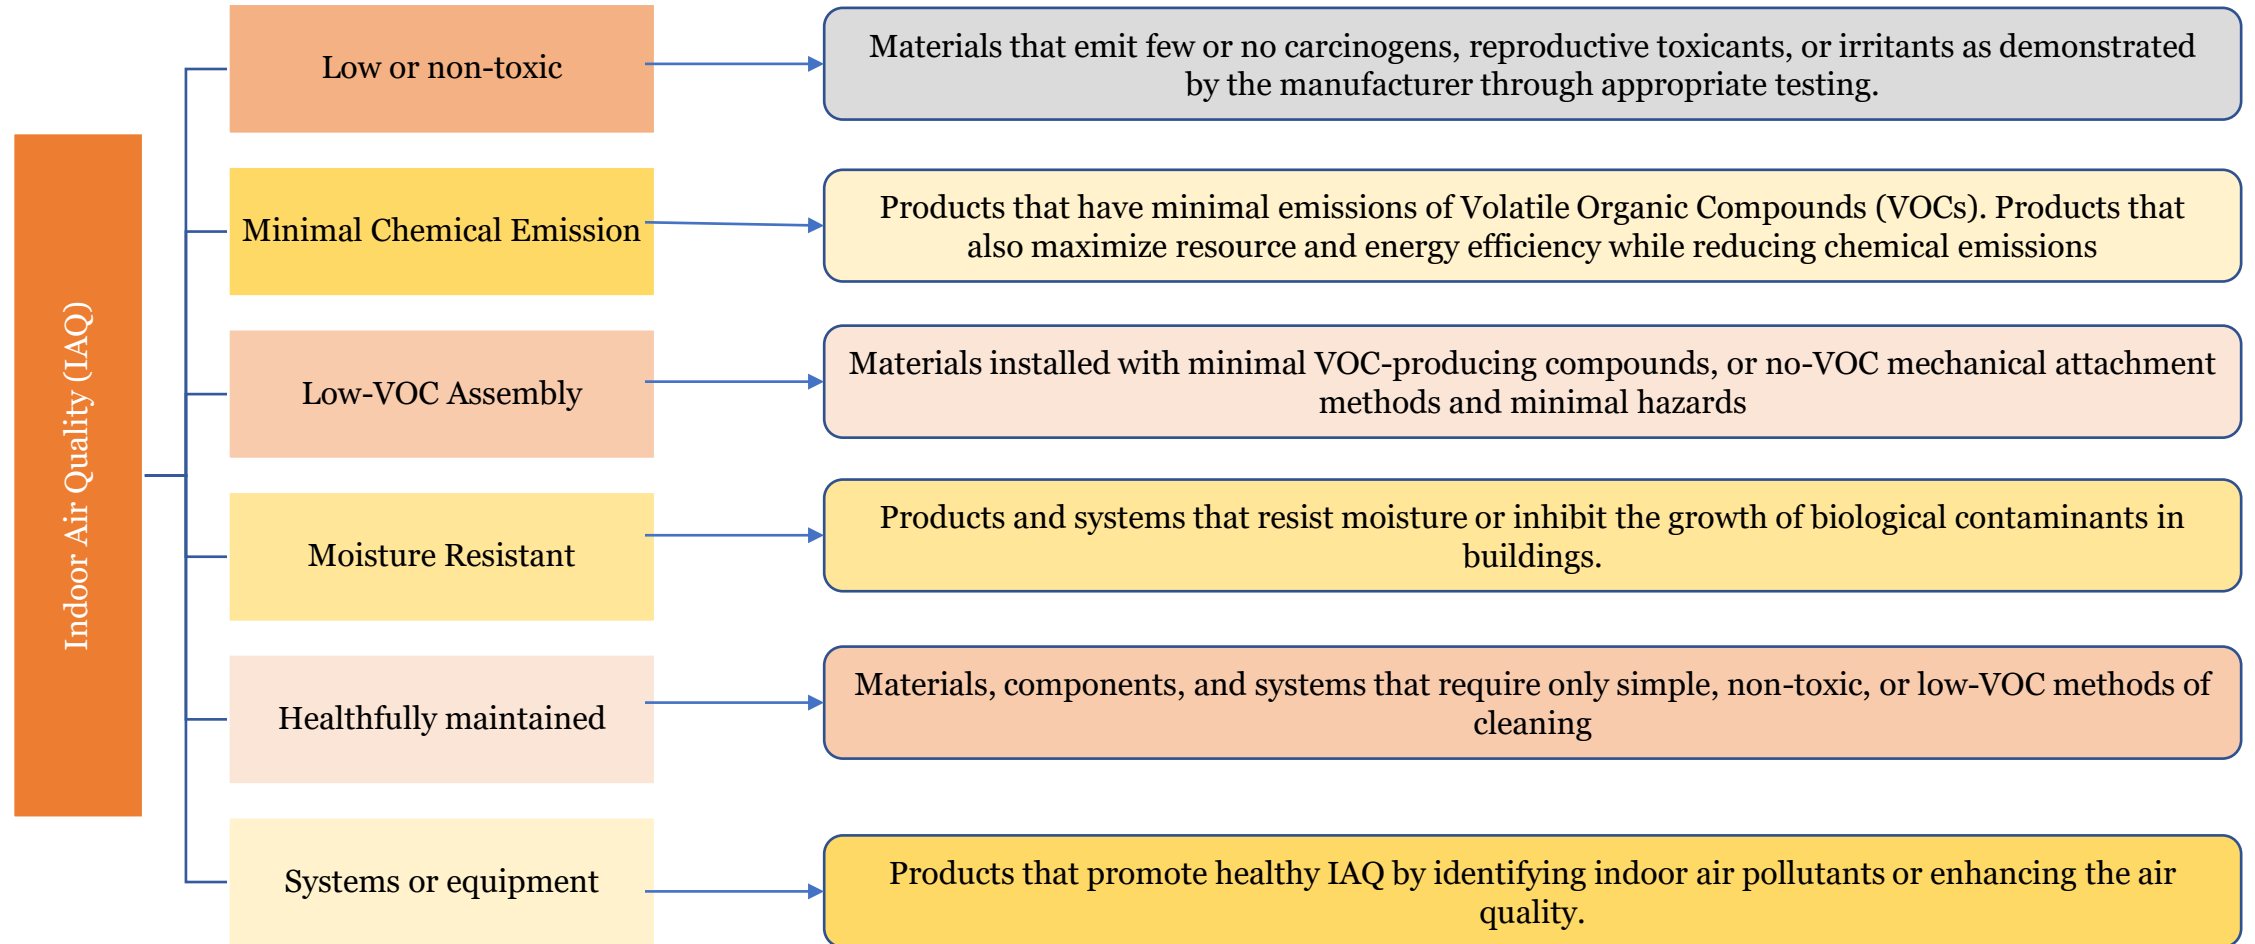 Indoor Air Quality (IAQ)
Low or non-toxic
Materials that emit few or no carcinogens, reproductive toxicants, or irritants as demonstrated
by the manufacturer through appropriate testing.
Minimal Chemical Emission
Products that have minimal emissions of Volatile Organic Compounds (VOCs). Products that
also maximize resource and energy efficiency while reducing chemical emissions
Low-VOC Assembly
Materials installed with minimal VOC-producing compounds, or no-VOC mechanical attachment
methods and minimal hazards
Moisture Resistant
Products and systems that resist moisture or inhibit the growth of biological contaminants in
buildings.
Healthfully maintained
Materials, components, and systems that require only simple, non-toxic, or low-VOC methods of
cleaning
Systems or equipment
Products that promote healthy IAQ by identifying indoor air pollutants or enhancing the air
quality.